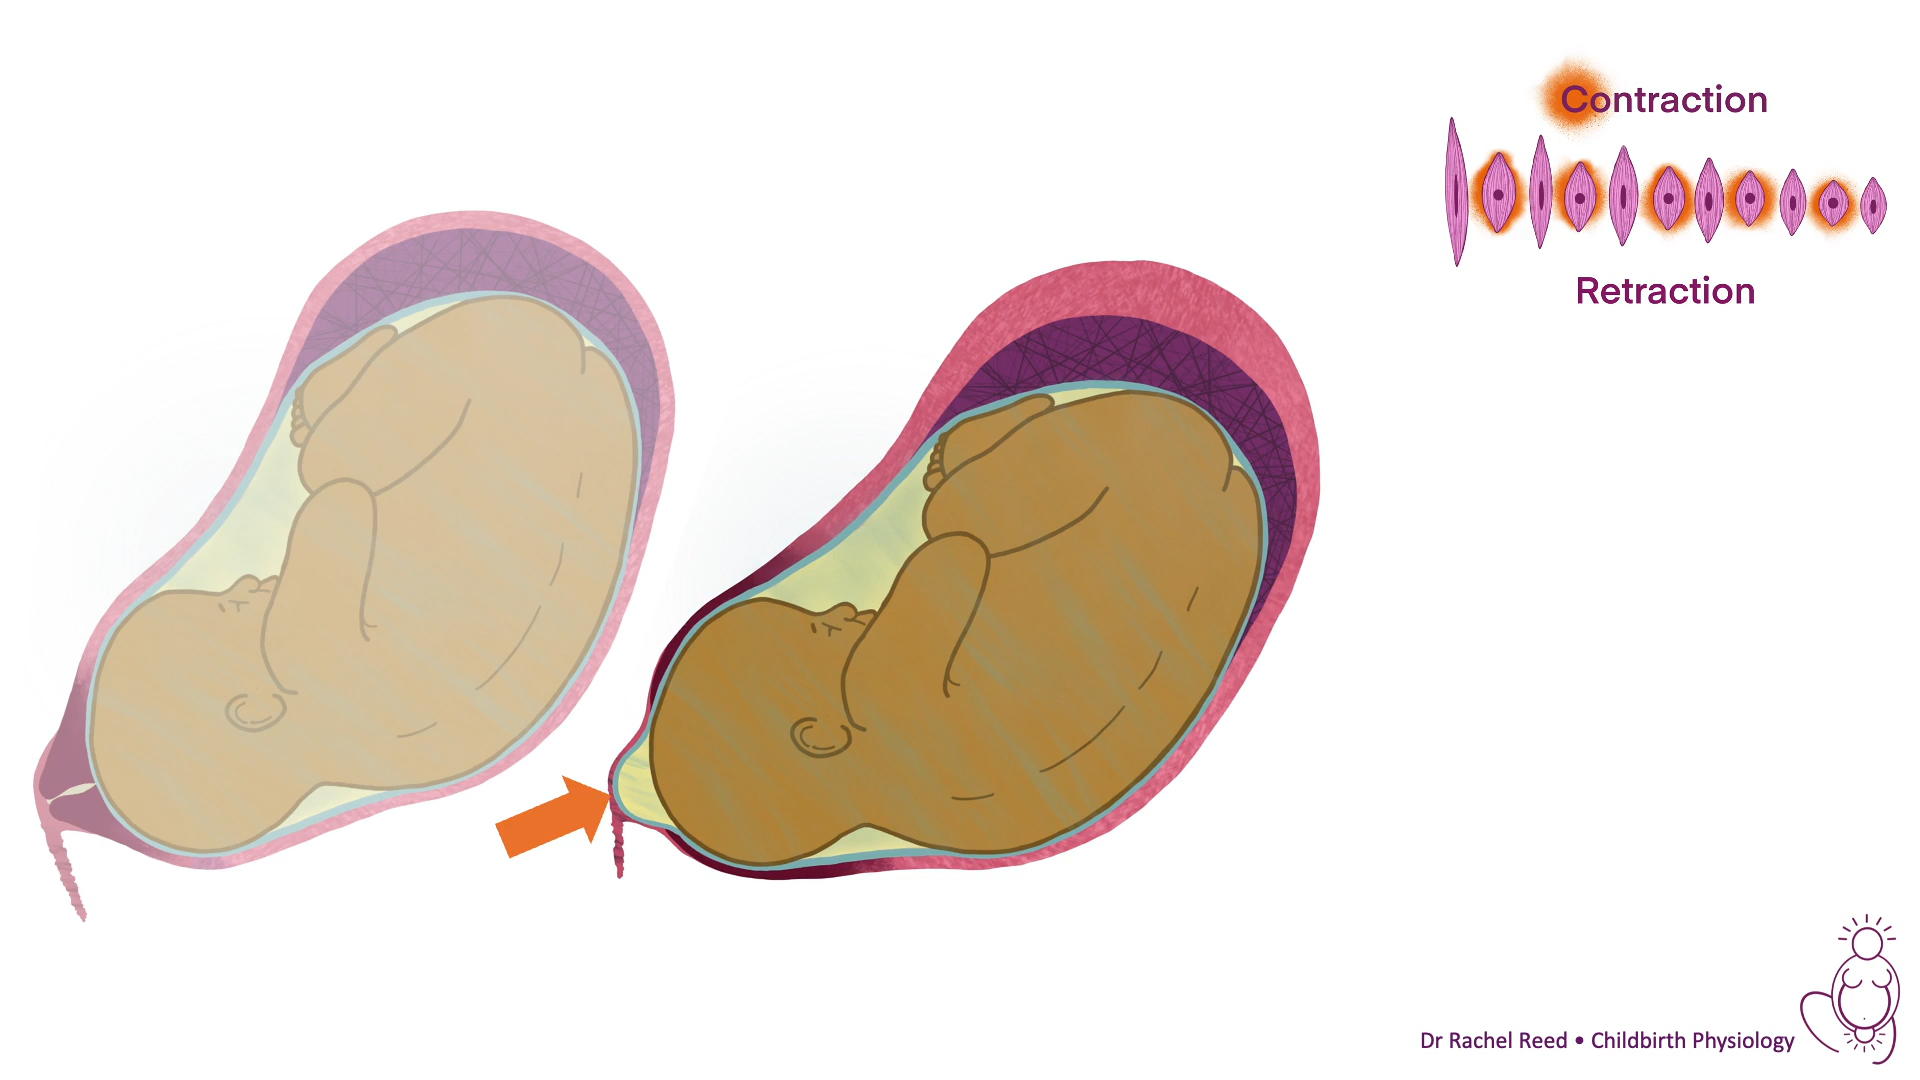 Contraction
Retraction
Dr Rachel Reed • Childbirth Physiology